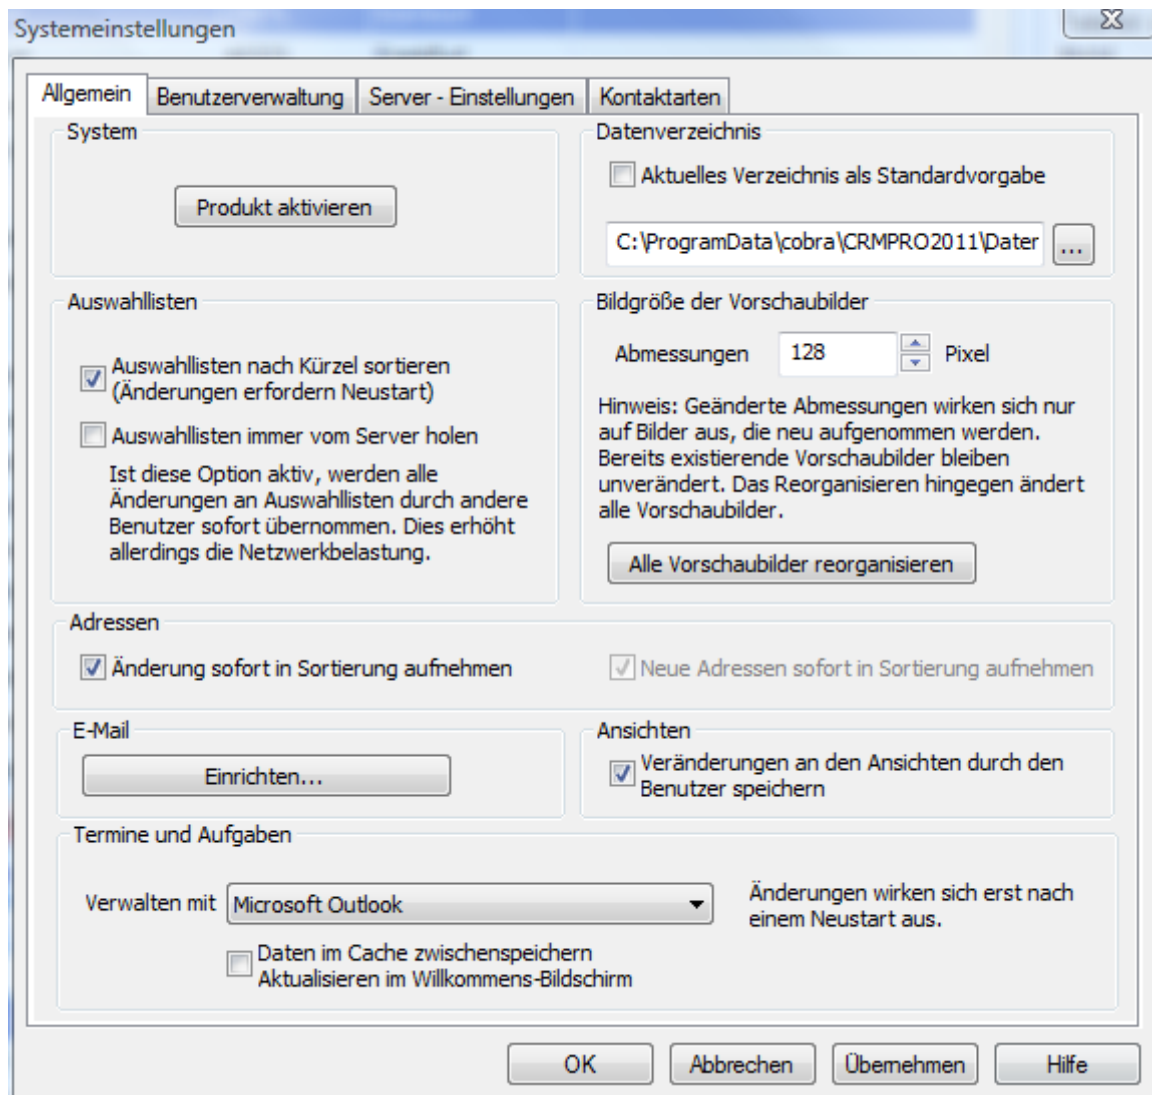 Systemeinstellungen
Allgemein Benutzerverwaltung Server - Einstellungen Kontaktarten
System
Produkt aktivieren
Datenverzeichnis
Aktuelles Verzeichnis als Standardvorgabe
C:\ProgramData\cobra\CRMPRO2011\Dater
...
Auswahllisten
Auswahllisten nach Kürzel sortieren
(Änderungen erfordern Neustart)
Auswahllisten immer vom Server holen
Ist diese Option aktiv, werden alle
Änderungen an Auswahllisten durch andere
Benutzer sofort übernommen. Dies erhöht
allerdings die Netzwerkbelastung.
Bildgröße der Vorschaubilder
Abmessungen 128 Pixel
Hinweis: Geänderte Abmessungen wirken sich nur
auf Bilder aus, die neu aufgenommen werden.
Bereits existierende Vorschaubilder bleiben
unverändert. Das Reorganisieren hingegen ändert
alle Vorschaubilder.
Alle Vorschaubilder reorganisieren
Adressen
Änderung sofort in Sortierung aufnehmen
Neue Adressen sofort in Sortierung aufnehmen
E-Mail
Einrichten...
Ansichten
Veränderungen an den Ansichten durch den
Benutzer speichern
Termine und Aufgaben
Verwalten mit Microsoft Outlook
Änderungen wirken sich erst nach
einem Neustart aus.
Daten im Cache zwischenspeichern
Aktualisieren im Willkommens-Bildschirm
OK Abbrechen Übernehmen Hilfe